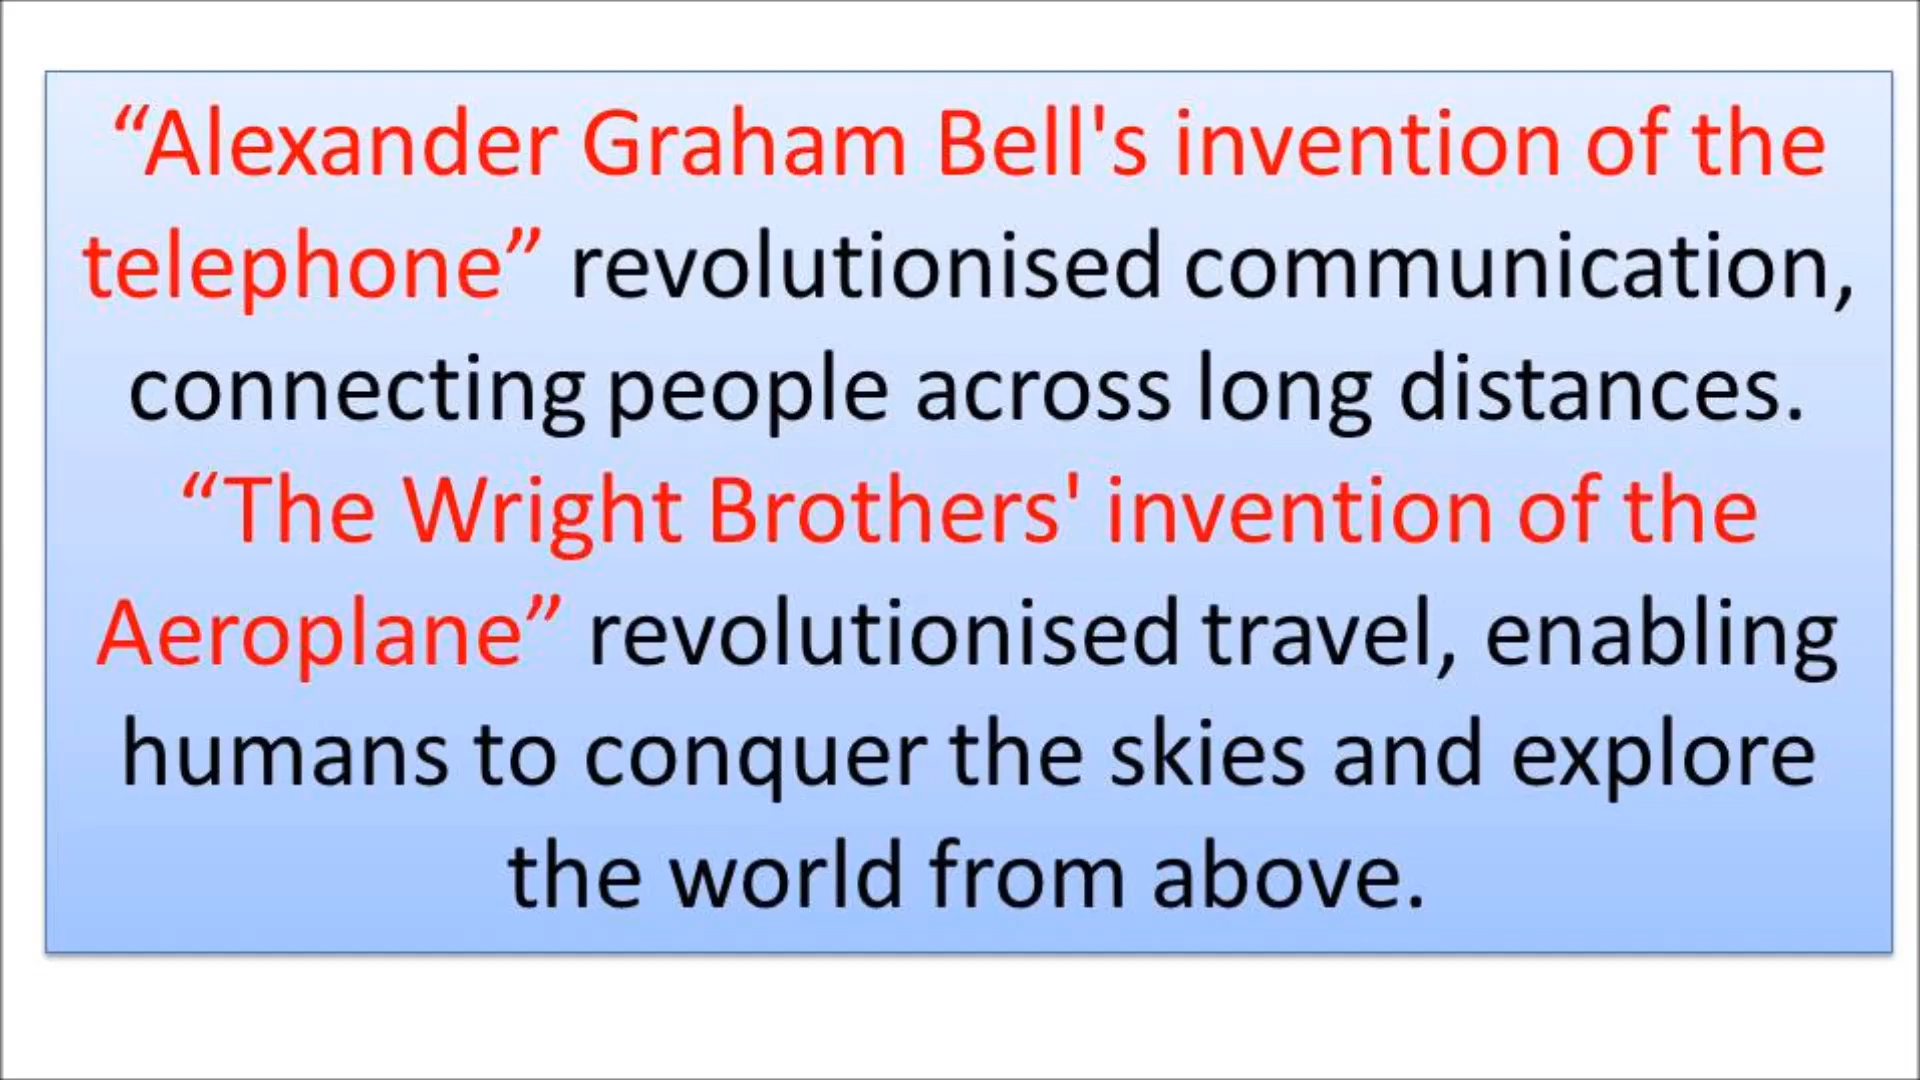 “Alexander Graham Bell's invention of the
telephone” revolutionised communication,
connecting people across long distances.
“The Wright Brothers' invention of the
Aeroplane” revolutionised travel, enabling
humans to conquer the skies and explore
the world from above.